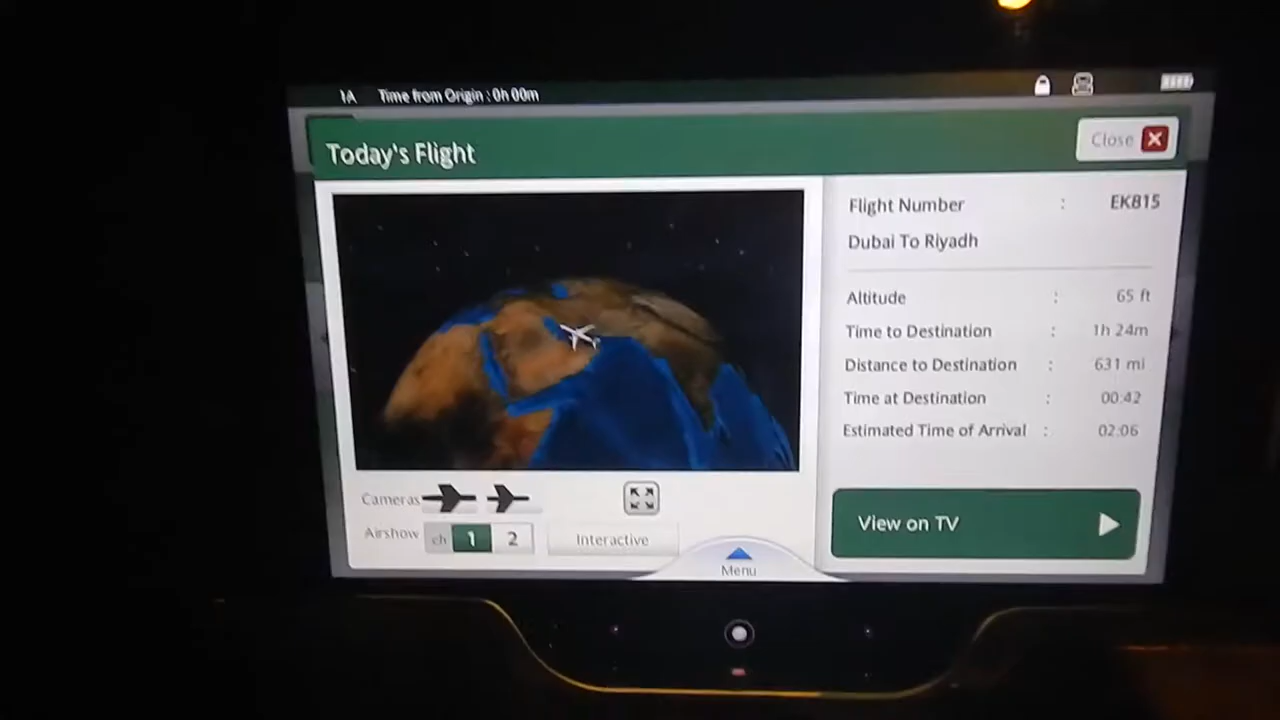 1A Time from Origin : 0h 00m
Today's Flight
Close
Flight Number : EK815
Dubai To Riyadh
Altitude : 65 ft
Time to Destination : 1h 24m
Distance to Destination : 631 mi
Time at Destination : 00:42
Estimated Time of Arrival : 02:06
Cameras
Airshow ch 1 2 Interactive
View on TV
Menu